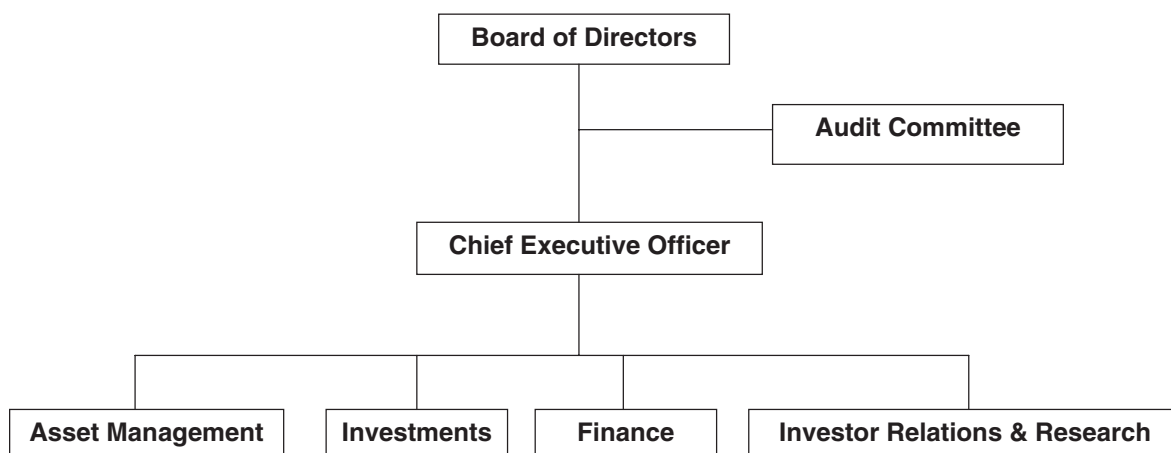 Board of Directors
Audit Committee
Chief Executive Officer
Asset Management
Investments
Finance
Investor Relations & Research